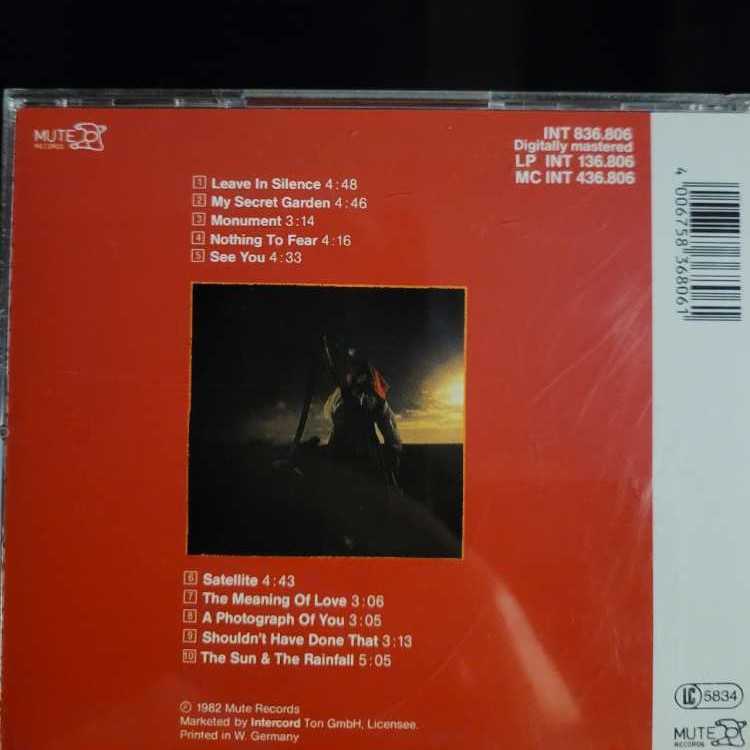 MUTE
RECORDS
INT 836.806
Digitally mastered
LP INT 136.806
MC INT 436.806
1 Leave In Silence 4:48
2 My Secret Garden 4:46
3 Monument 3:14
4 Nothing To Fear 4:16
5 See You 4:33
6 Satellite 4:43
7 The Meaning Of Love 3:06
8 A Photograph Of You 3:05
9 Shouldn't Have Done That 3:13
10 The Sun & The Rainfall 5:05
℗ 1982 Mute Records
Marketed by Intercord Ton GmbH, Licensee.
Printed in W. Germany
4 006758 368061
LC 5834
MUTE
RECORDS